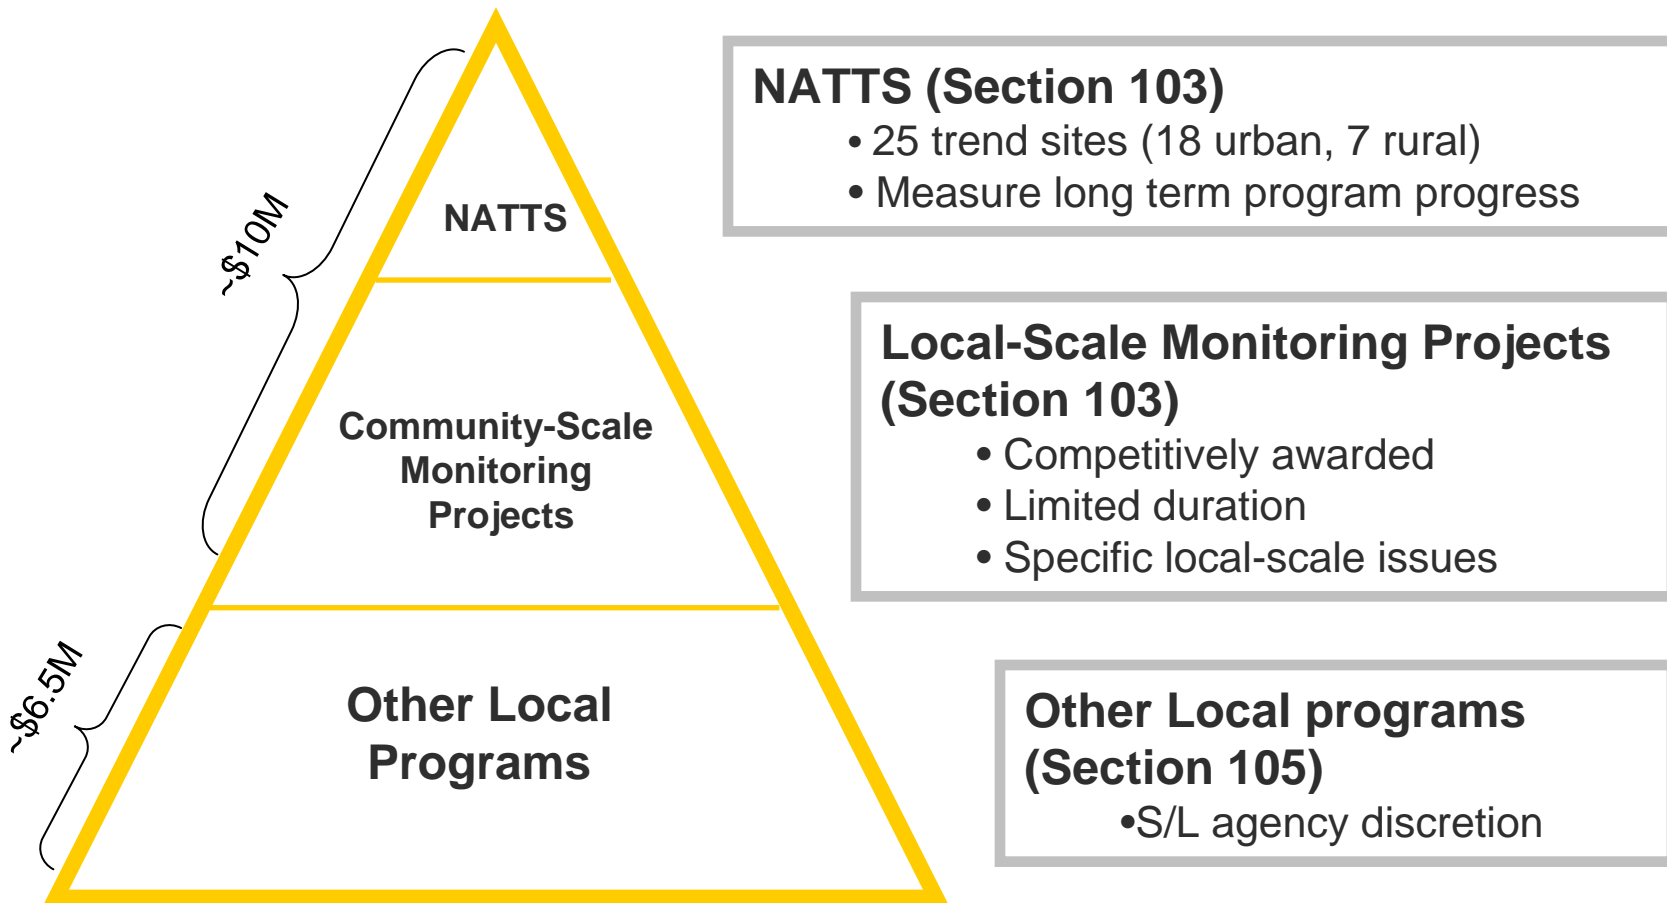 ~$10M
NATTS
Community-Scale
Monitoring
Projects
~$6.5M
Other Local
Programs
NATTS (Section 103)
• 25 trend sites (18 urban, 7 rural)
• Measure long term program progress
Local-Scale Monitoring Projects
(Section 103)
• Competitively awarded
• Limited duration
• Specific local-scale issues
Other Local programs
(Section 105)
•S/L agency discretion